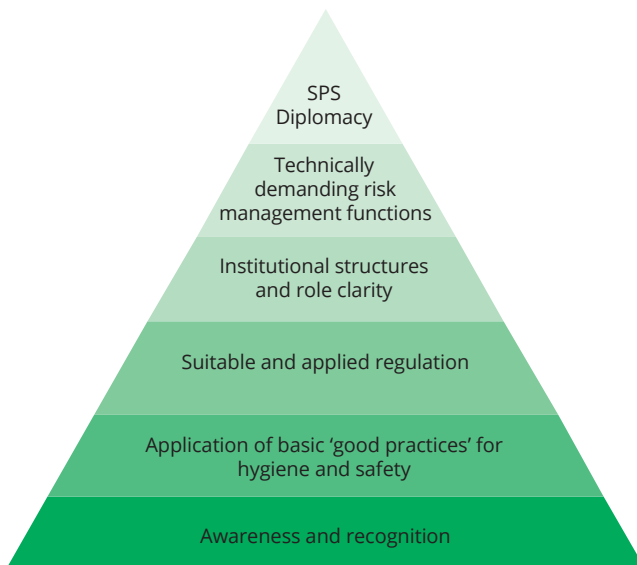 SPS
Diplomacy
Technically
demanding risk
management functions
Institutional structures
and role clarity
Suitable and applied regulation
Application of basic ‘good practices’ for
hygiene and safety
Awareness and recognition